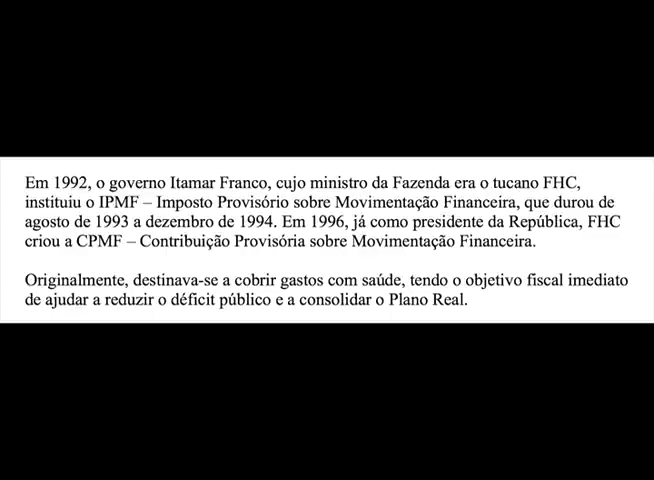 Em 1992, o governo Itamar Franco, cujo ministro da Fazenda era o tucano FHC,
instituiu o IPMF – Imposto Provisório sobre Movimentação Financeira, que durou de
agosto de 1993 a dezembro de 1994. Em 1996, já como presidente da República, FHC
criou a CPMF – Contribuição Provisória sobre Movimentação Financeira.
Originalmente, destinava-se a cobrir gastos com saúde, tendo o objetivo fiscal imediato
de ajudar a reduzir o déficit público e a consolidar o Plano Real.